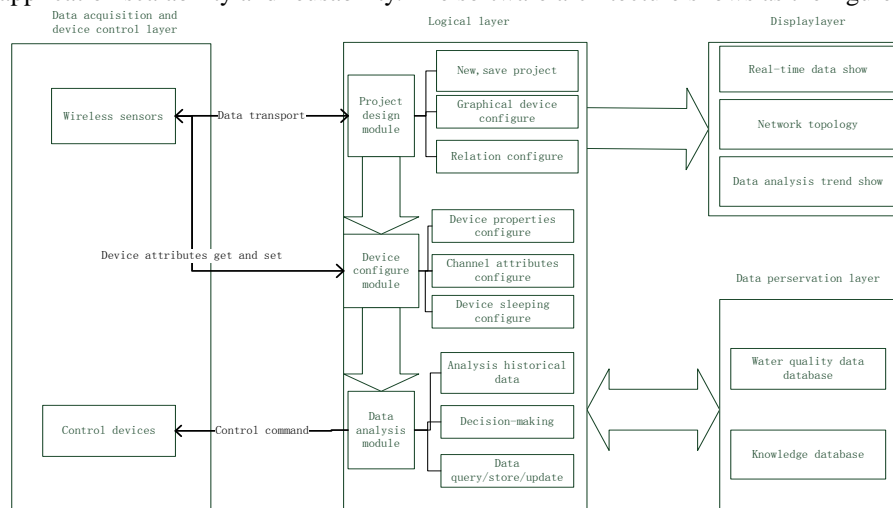 Data acquisition and
device control layer
Logical layer
Displaylayer
Wireless sensors
Data transport
Project
design
module
New,save project
Graphical device
configure
Relation configure
Real-time data show
Network topology
Data analysis trend show
Device attributes get and set
Device
configure
module
Device properties
configure
Channel attributes
configure
Device sleeping
configure
Data perservation layer
Water quality data
database
Knowledge database
Control devices
Control command
Data
analysis
module
Analysis historical
data
Decision-making
Data
query/store/update